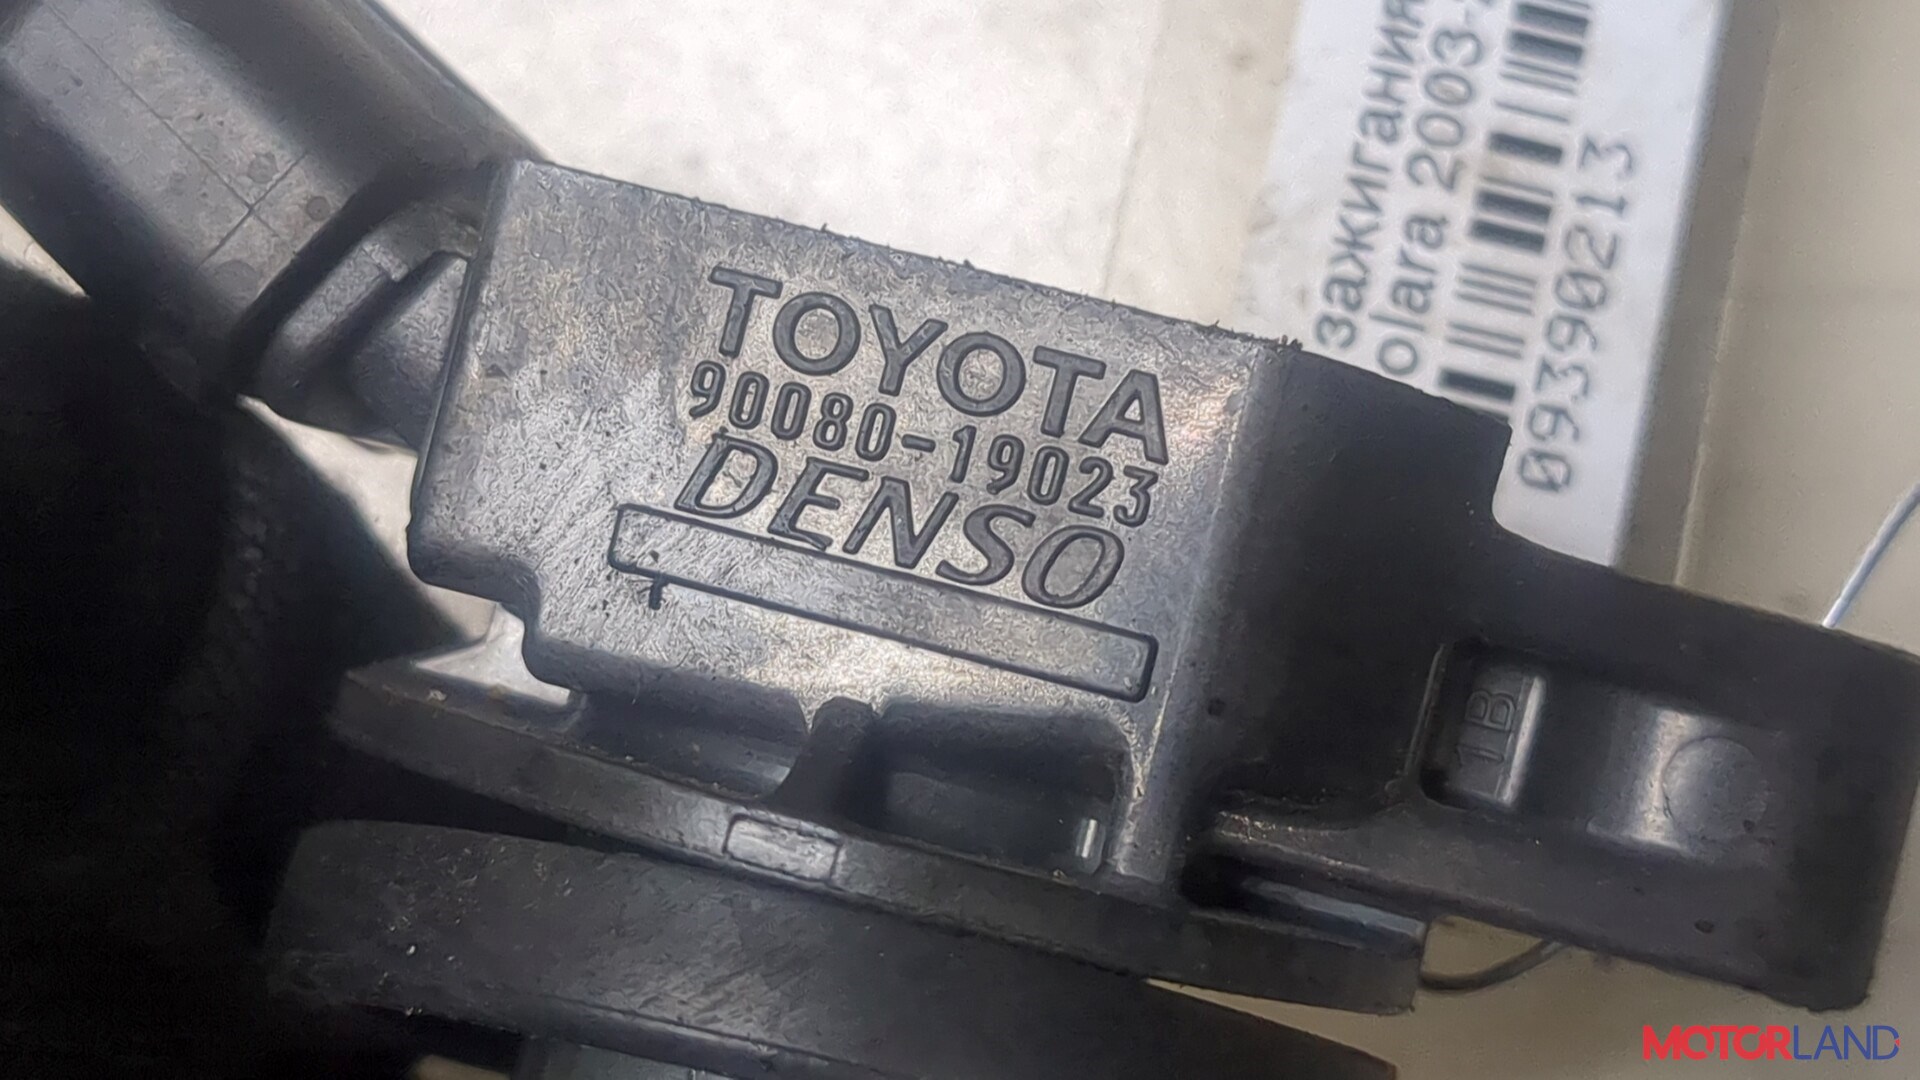 TOYOTA
90080-19023
DENSO
1B
зажигания
olara 2003-
09390213
MOTORLAND